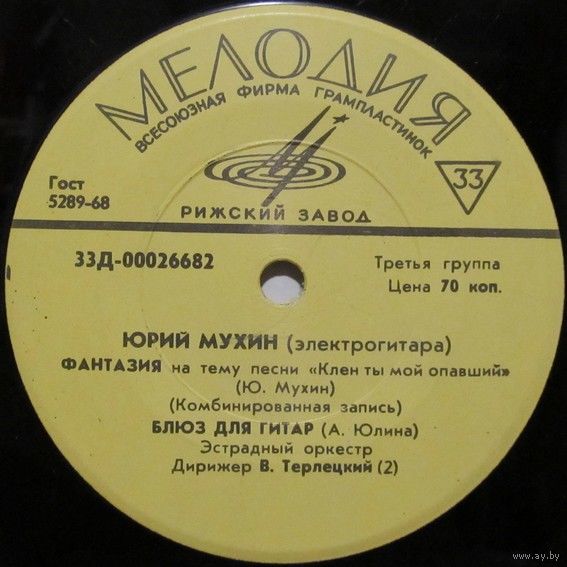 МЕЛОДИЯ
ВСЕСОЮЗНАЯ ФИРМА ГРАМПЛАСТИНОК
Гост
5289-68
33
РИЖСКИЙ ЗАВОД
33Д-00026682
Третья группа
Цена 70 коп.
ЮРИЙ МУХИН (электрогитара)
ФАНТАЗИЯ на тему песни «Клен ты мой опавший»
(Ю. Мухин)
(Комбинированная запись)
БЛЮЗ ДЛЯ ГИТАР (А. Юлина)
Эстрадный оркестр
Дирижер В. Терлецкий (2)
www.ay.by